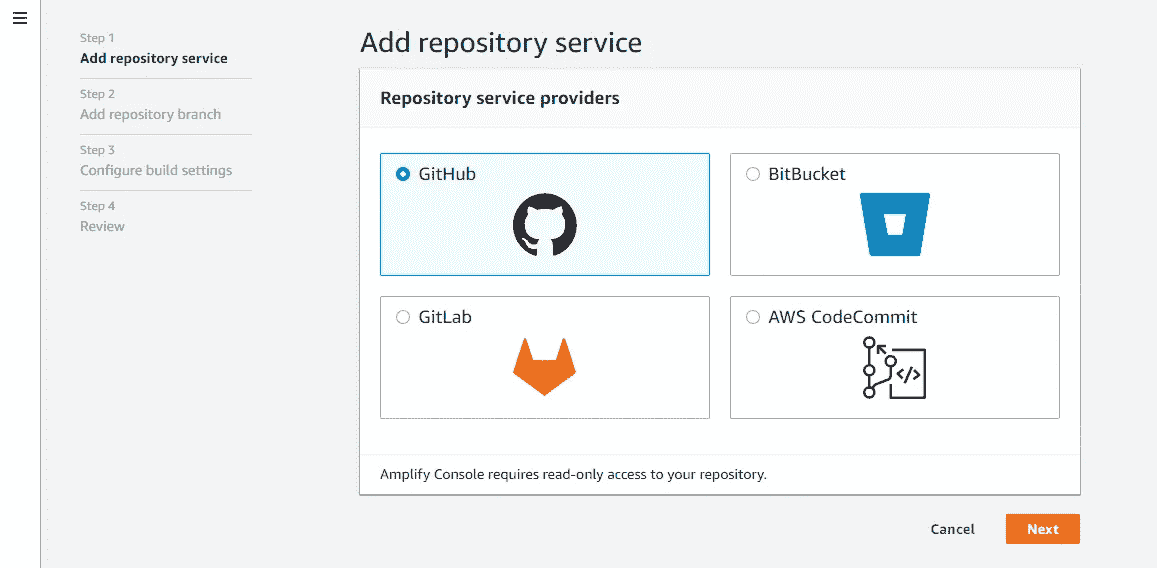 Step 1
Add repository service
Step 2
Add repository branch
Step 3
Configure build settings
Step 4
Review
Add repository service
Repository service providers
GitHub
BitBucket
GitLab
AWS CodeCommit
</>
Amplify Console requires read-only access to your repository.
Cancel
Next